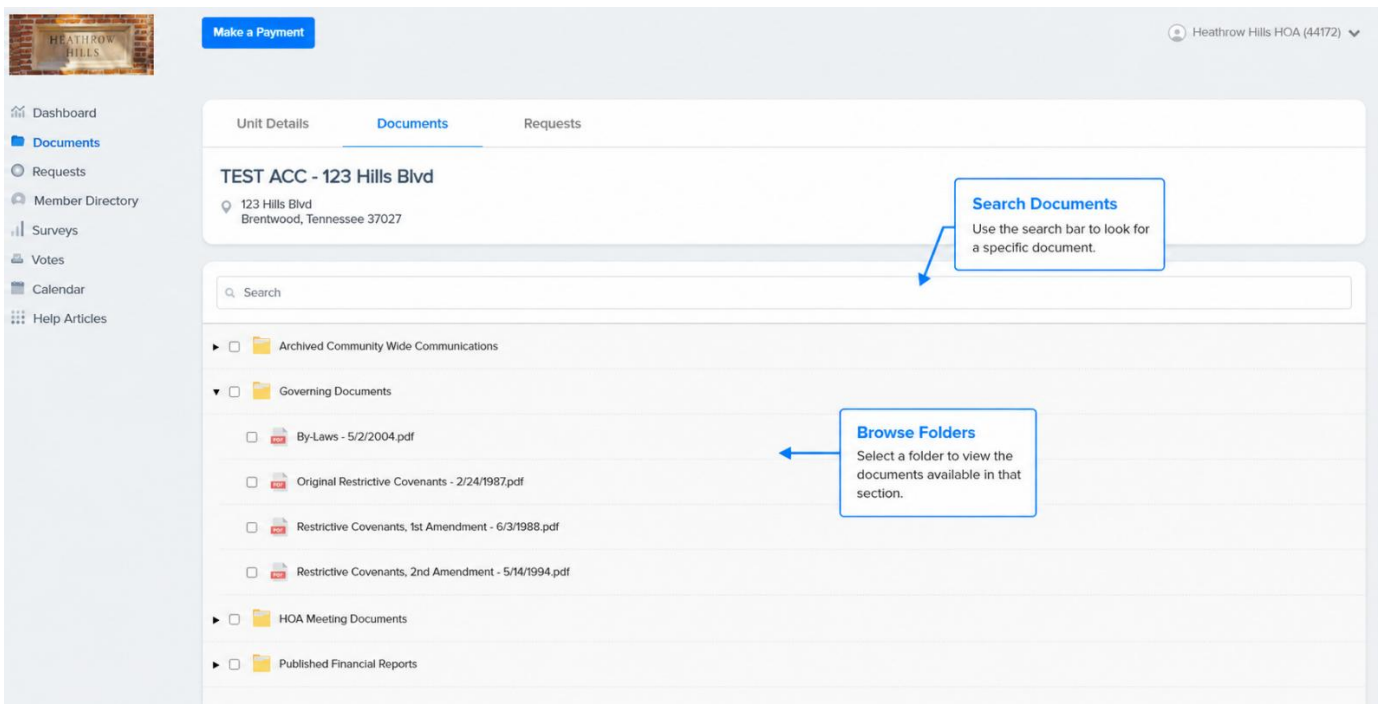 HEATHROW
HILLS
Make a Payment
Heathrow Hills HOA (44172)
Dashboard
Documents
Requests
Member Directory
Surveys
Votes
Calendar
Help Articles
Unit Details
Documents
Requests
TEST ACC - 123 Hills Blvd
123 Hills Blvd
Brentwood, Tennessee 37027
Search Documents
Use the search bar to look for
a specific document.
Search
Archived Community Wide Communications
Governing Documents
PDF By-Laws - 5/2/2004.pdf
PDF Original Restrictive Covenants - 2/24/1987.pdf
PDF Restrictive Covenants, 1st Amendment - 6/3/1988.pdf
PDF Restrictive Covenants, 2nd Amendment - 5/14/1994.pdf
Browse Folders
Select a folder to view the
documents available in that
section.
HOA Meeting Documents
Published Financial Reports